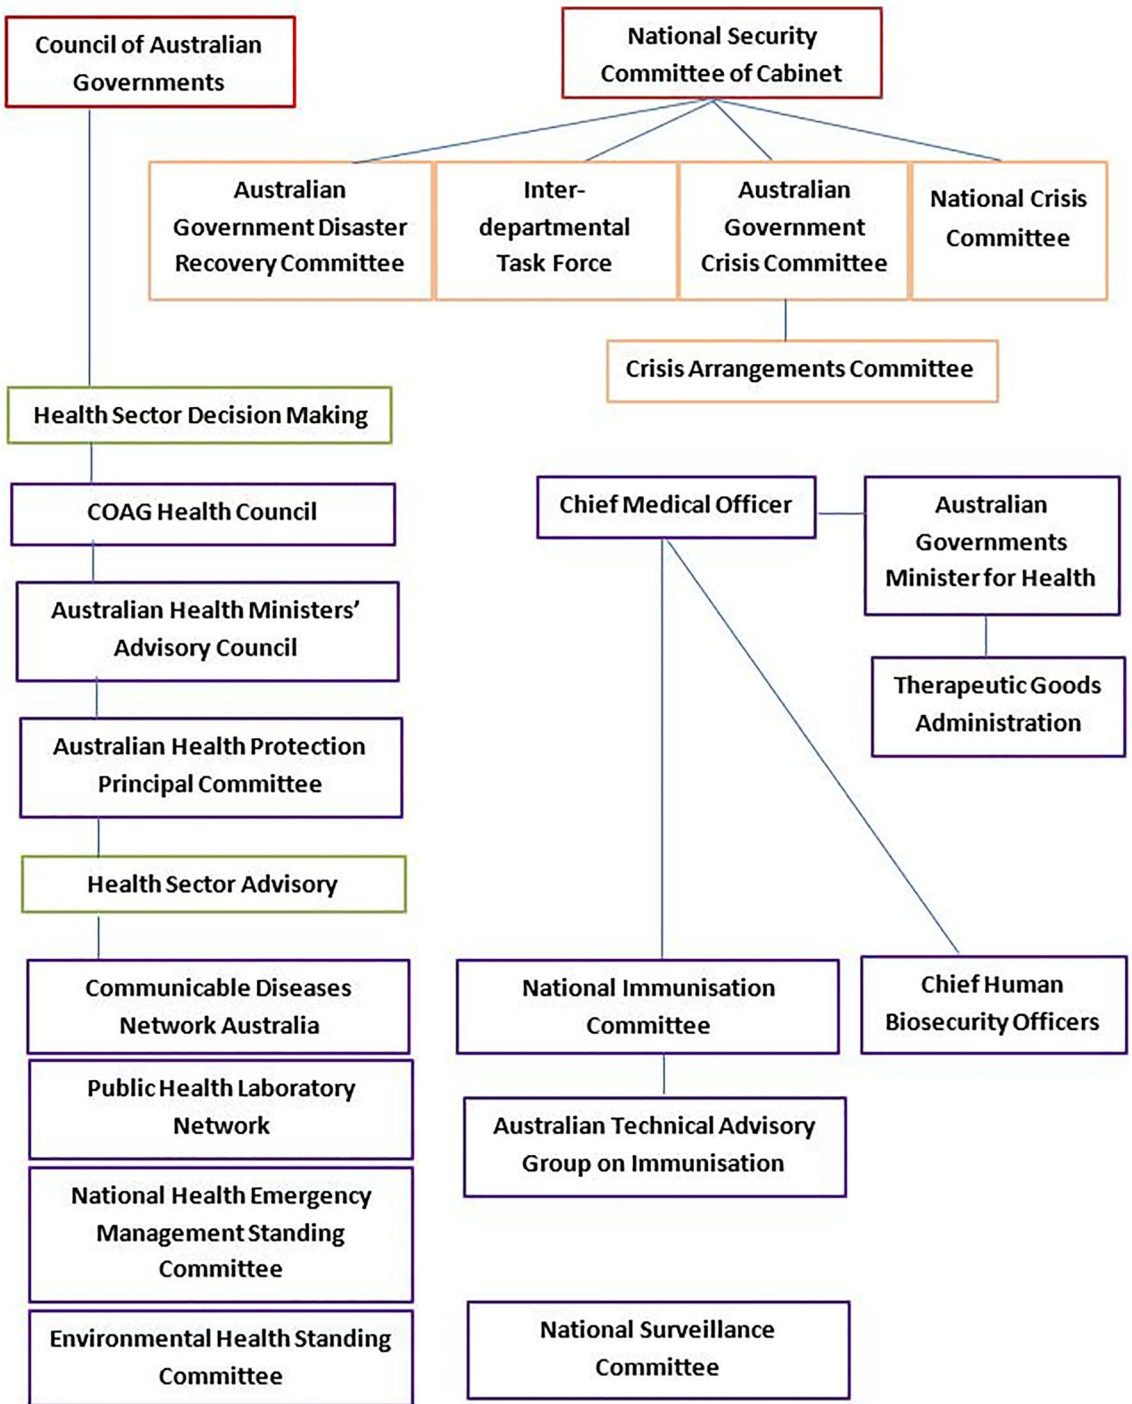 Council of Australian
Governments
National Security
Committee of Cabinet
Australian
Government Disaster
Recovery Committee
Inter-
departmental
Task Force
Australian
Government
Crisis Committee
National Crisis
Committee
Crisis Arrangements Committee
Health Sector Decision Making
COAG Health Council
Australian Health Ministers’
Advisory Council
Australian Health Protection
Principal Committee
Health Sector Advisory
Communicable Diseases
Network Australia
Public Health Laboratory
Network
National Health Emergency
Management Standing
Committee
Environmental Health Standing
Committee
Chief Medical Officer
Australian
Governments
Minister for Health
Therapeutic Goods
Administration
National Immunisation
Committee
Chief Human
Biosecurity Officers
Australian Technical Advisory
Group on Immunisation
National Surveillance
Committee